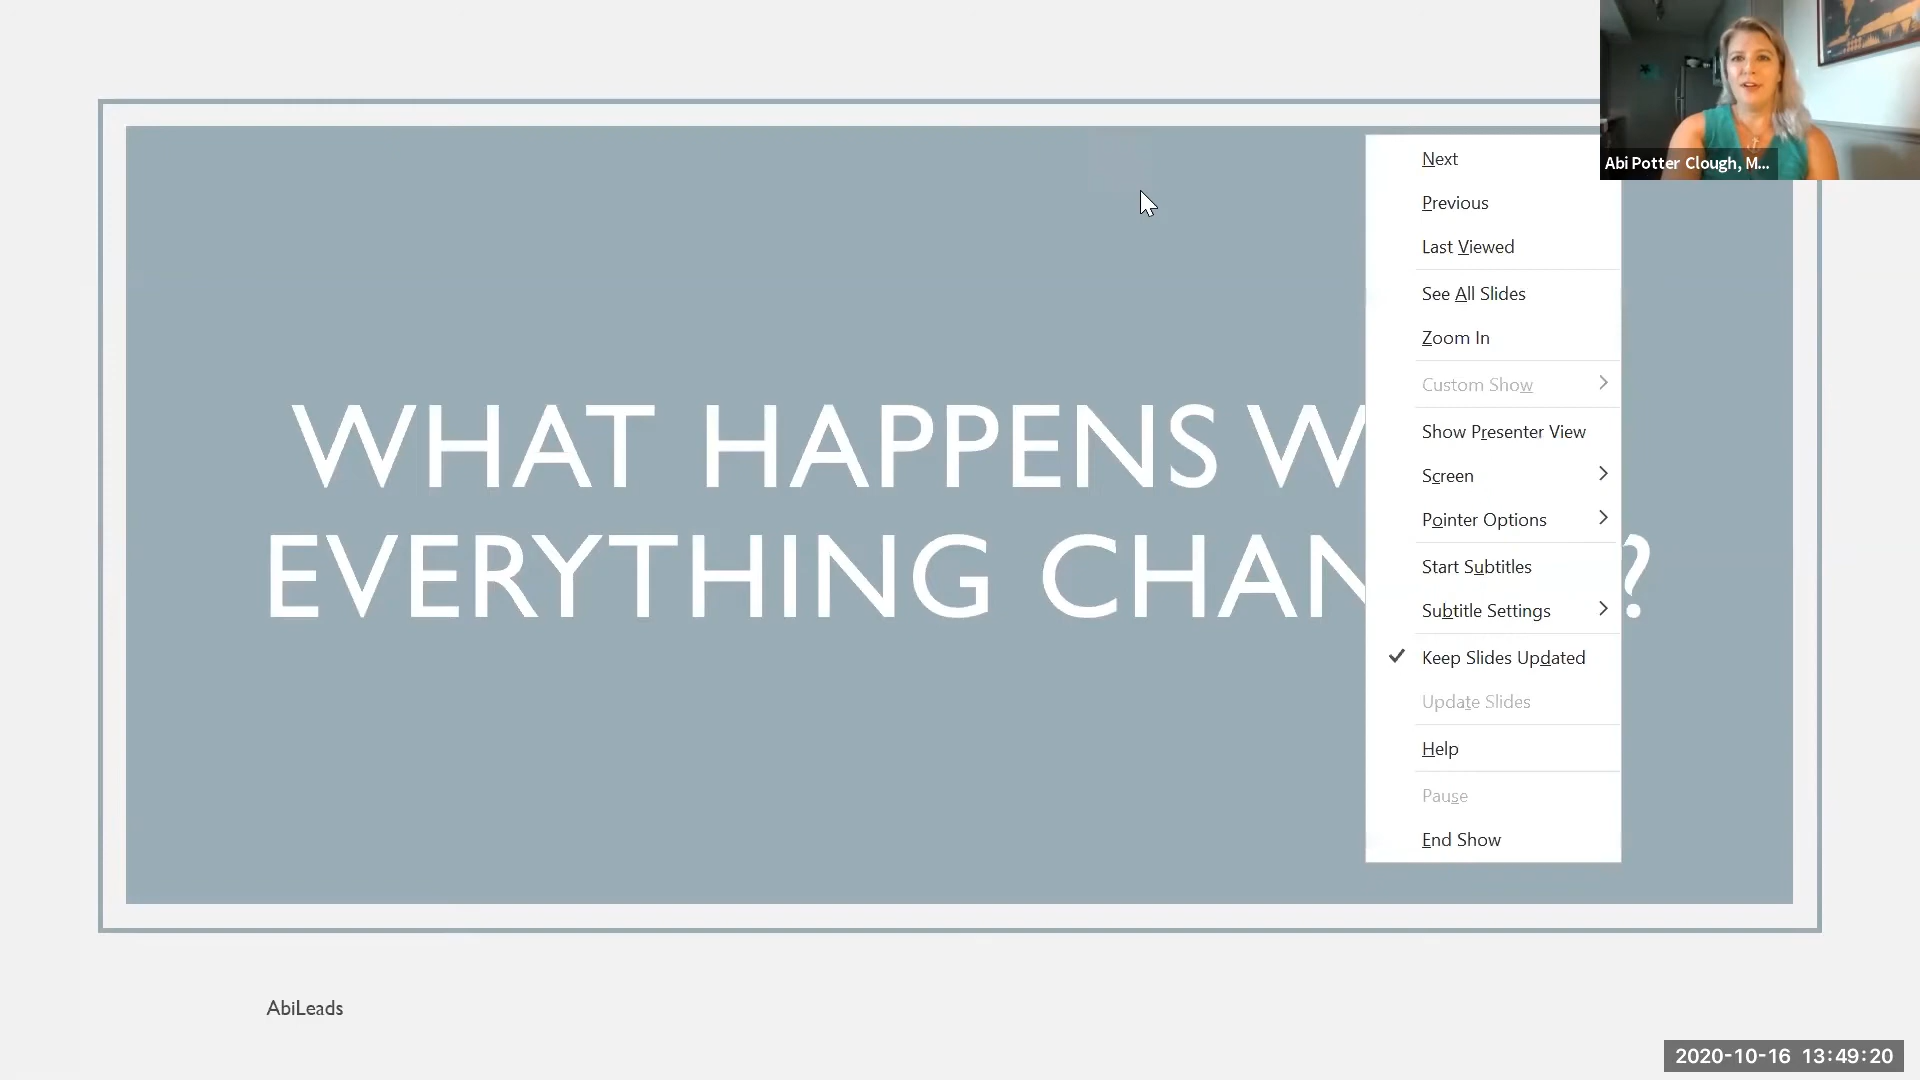 WHAT HAPPENS W
EVERYTHING CHAN ?
Next
Previous
Last Viewed
See All Slides
Zoom In
Custom Show
Show Presenter View
Screen
Pointer Options
Start Subtitles
Subtitle Settings
Keep Slides Updated
Update Slides
Help
Pause
End Show
Abi Potter Clough, M...
AbiLeads
2020-10-16 13:49:20